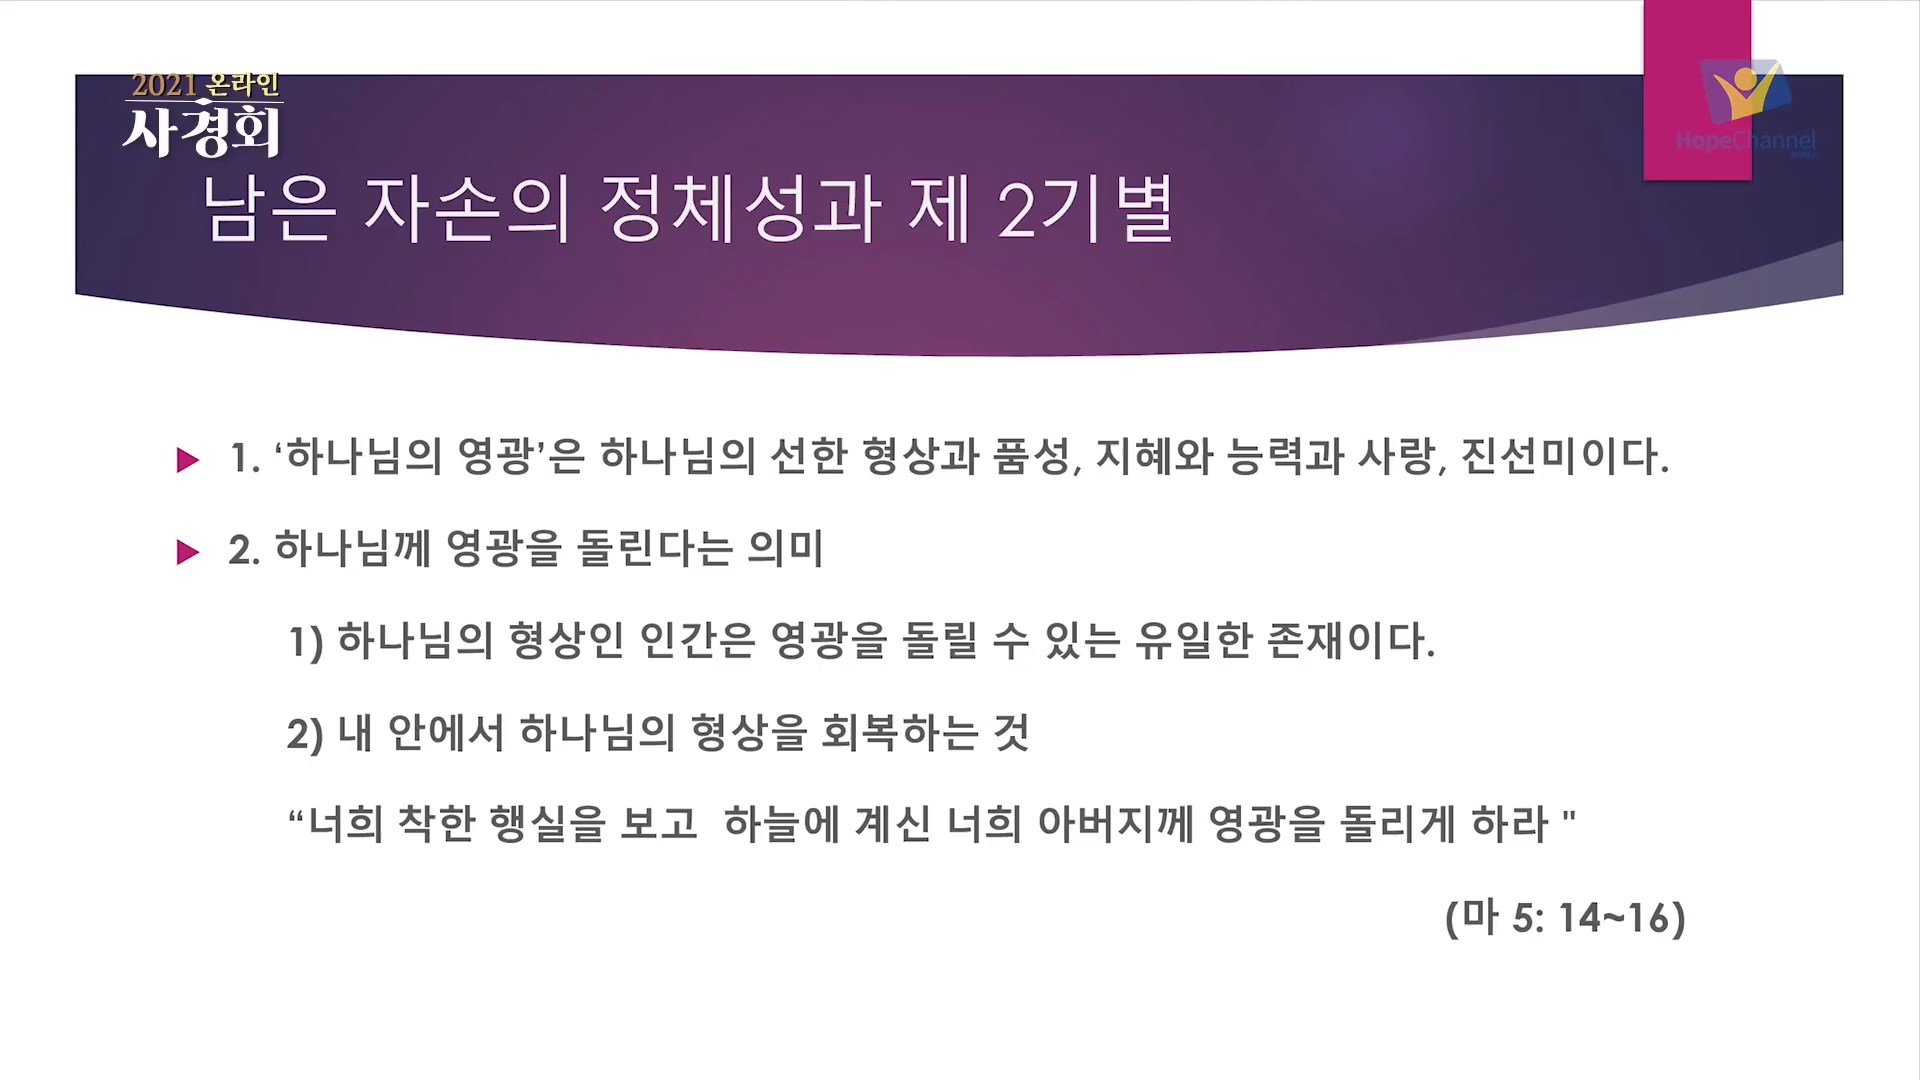 2021 온라인
사경회
HopeChannel
KOREA
남은 자손의 정체성과 제 2기별
1. ‘하나님의 영광’은 하나님의 선한 형상과 품성, 지혜와 능력과 사랑, 진선미이다.
2. 하나님께 영광을 돌린다는 의미
1) 하나님의 형상인 인간은 영광을 돌릴 수 있는 유일한 존재이다.
2) 내 안에서 하나님의 형상을 회복하는 것
“너희 착한 행실을 보고  하늘에 계신 너희 아버지께 영광을 돌리게 하라 "
(마 5: 14~16)